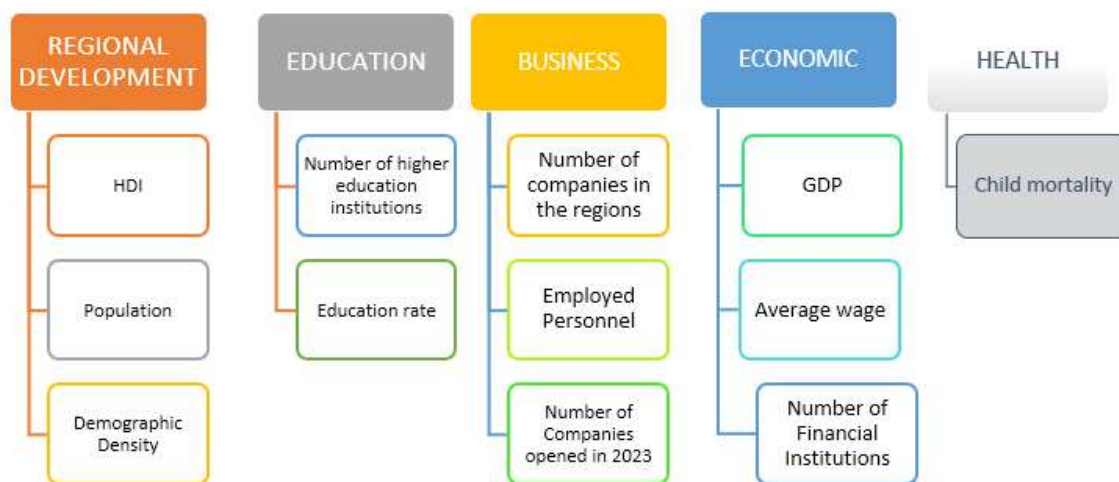 REGIONAL
DEVELOPMENT
HDI
Population
Demographic
Density
EDUCATION
Number of higher
education
institutions
Education rate
BUSINESS
Number of
companies in
the regions
Employed
Personnel
Number of
Companies
opened in 2023
ECONOMIC
GDP
Average wage
Number of
Financial
Institutions
HEALTH
Child mortality